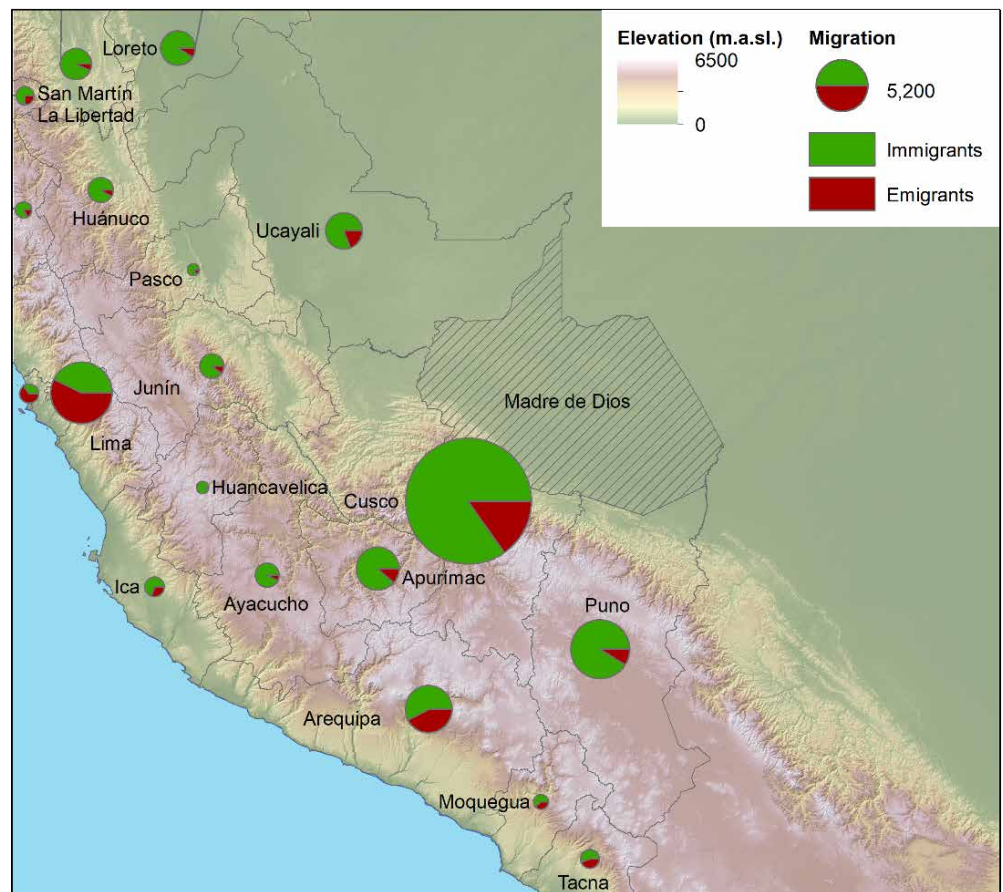 Elevation (m.a.sl.)
6500
0
Migration
5,200
Immigrants
Emigrants
Loreto
San Martín
La Libertad
Huánuco
Ucayali
Pasco
Junín
Madre de Dios
Lima
Huancavelica
Cusco
Ica
Ayacucho
Apurímac
Puno
Arequipa
Moquegua
Tacna